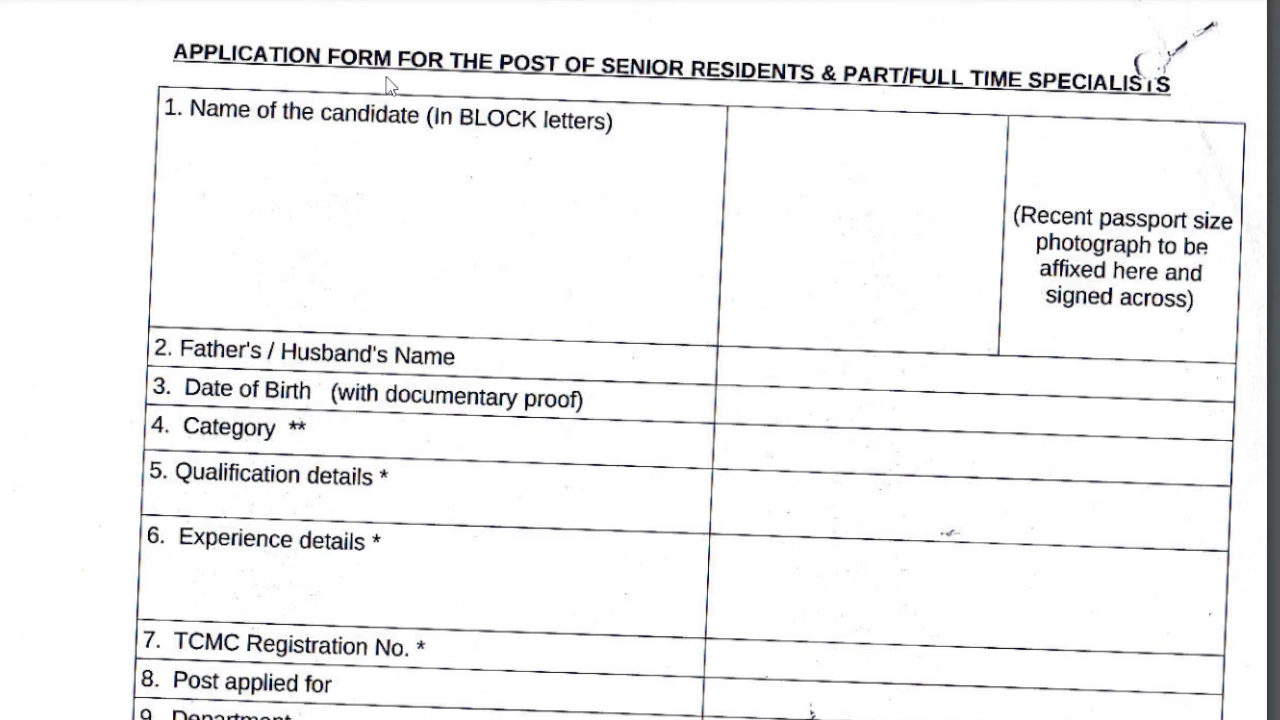 APPLICATION FORM FOR THE POST OF SENIOR RESIDENTS & PART/FULL TIME SPECIALISTS
1. Name of the candidate (In BLOCK letters)
(Recent passport size
photograph to be
affixed here and
signed across)
2. Father's / Husband's Name
3. Date of Birth (with documentary proof)
4. Category **
5. Qualification details *
6. Experience details *
7. TCMC Registration No. *
8. Post applied for
9. Department